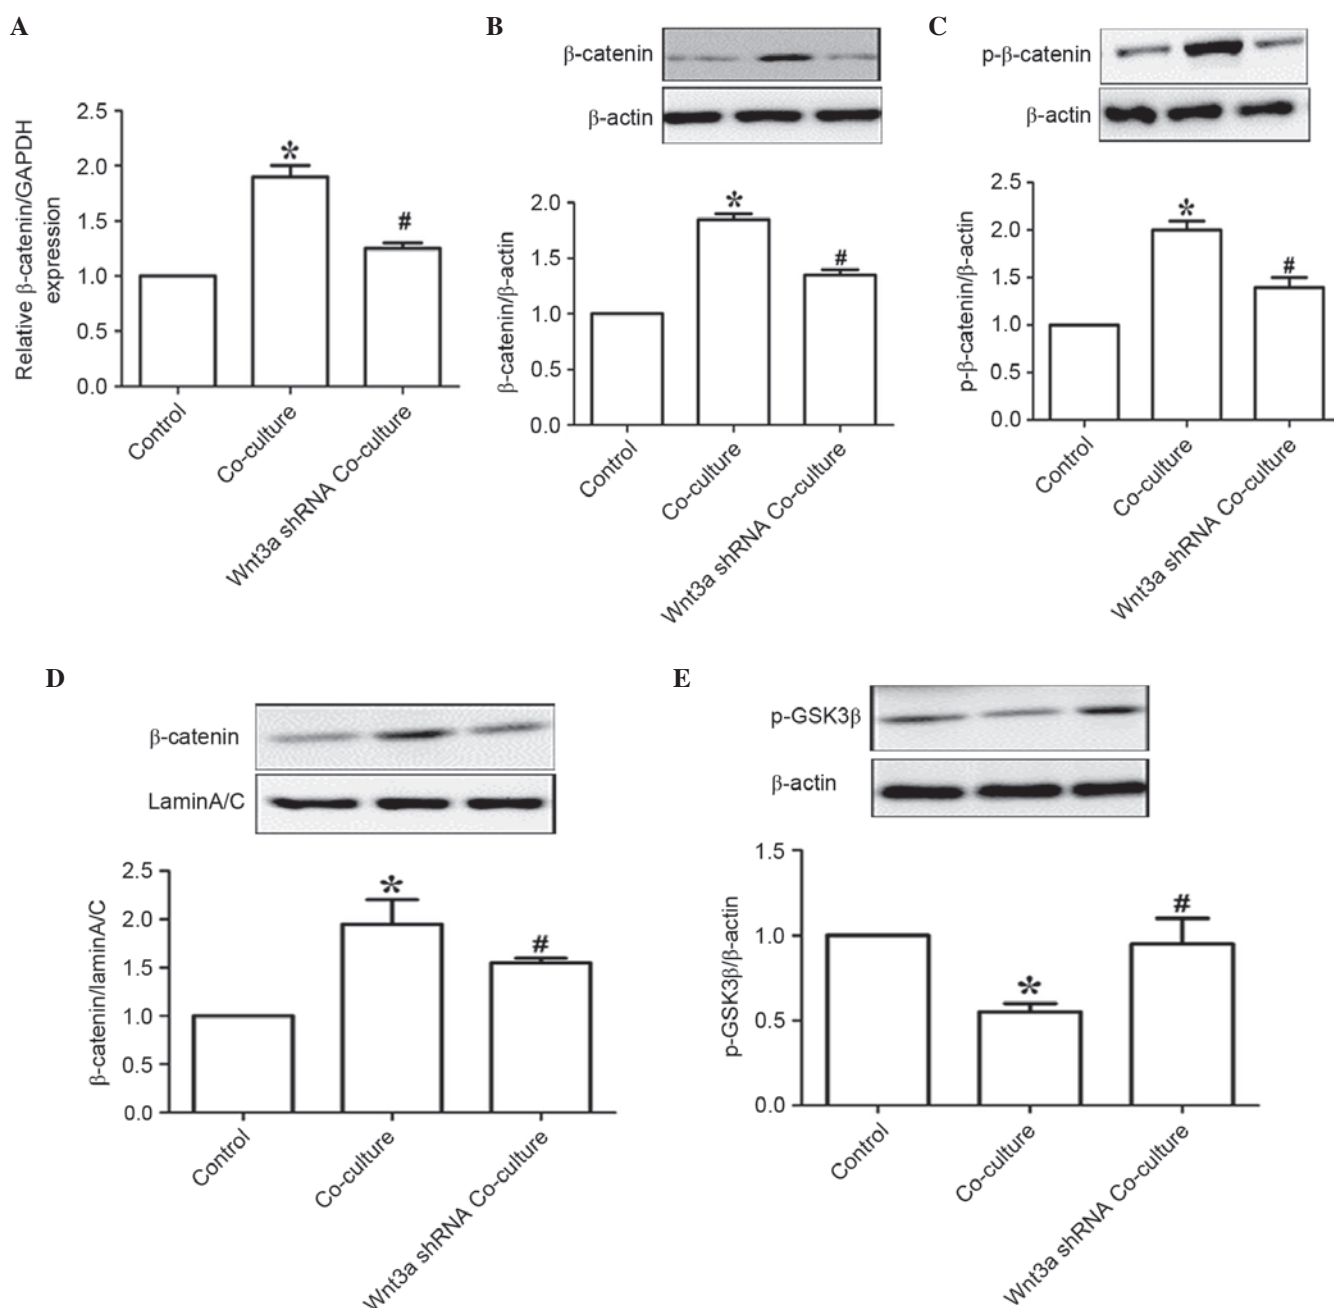 A
Relative β-catenin/GAPDH
expression
2.5
2.0
1.5
1.0
0.5
0.0
*
#
Control
Co-culture
Wnt3a shRNA Co-culture
B
β-catenin
β-actin
β-catenin/β-actin
2.0
1.5
1.0
0.5
0.0
*
#
Control
Co-culture
Wnt3a shRNA Co-culture
C
p-β-catenin
β-actin
p-β-catenin/β-actin
2.5
2.0
1.5
1.0
0.5
0.0
*
#
Control
Co-culture
Wnt3a shRNA Co-culture
D
β-catenin
LaminA/C
β-catenin/laminA/C
2.5
2.0
1.5
1.0
0.5
0.0
*
#
Control
Co-culture
Wnt3a shRNA Co-culture
E
p-GSK3β
β-actin
p-GSK3β/β-actin
1.5
1.0
0.5
0.0
*
#
Control
Co-culture
Wnt3a shRNA Co-culture